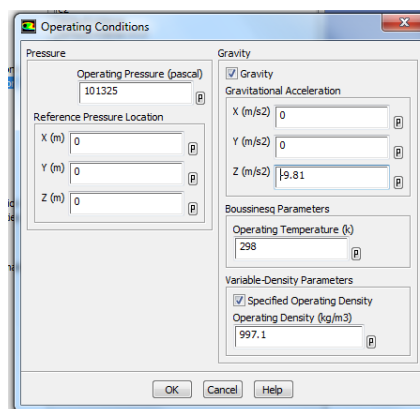 Operating Conditions
Pressure
Operating Pressure (pascal)
101325
P
Reference Pressure Location
X (m)
0
P
Y (m)
0
P
Z (m)
0
P
Gravity
Gravity
Gravitational Acceleration
X (m/s2)
0
P
Y (m/s2)
0
P
Z (m/s2)
-9.81
P
Boussinesq Parameters
Operating Temperature (k)
298
P
Variable-Density Parameters
Specified Operating Density
Operating Density (kg/m3)
997.1
P
OK
Cancel
Help